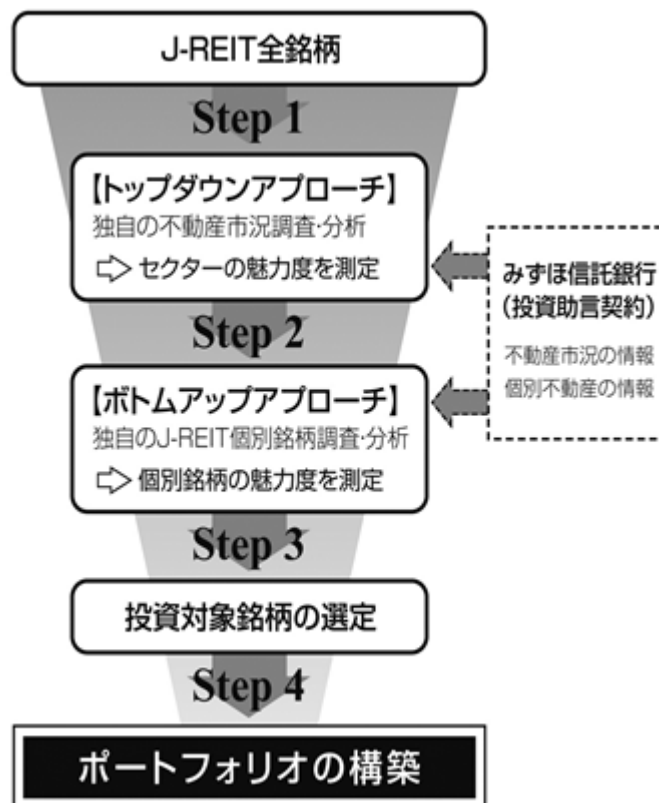 J-REIT全銘柄
Step 1
【トップダウンアプローチ】
独自の不動産市況調査・分析
⇨ セクターの魅力度を測定
Step 2
【ボトムアップアプローチ】
独自のJ-REIT個別銘柄調査・分析
⇨ 個別銘柄の魅力度を測定
みずほ信託銀行
(投資助言契約)
不動産市況の情報
個別不動産の情報
Step 3
投資対象銘柄の選定
Step 4
ポートフォリオの構築